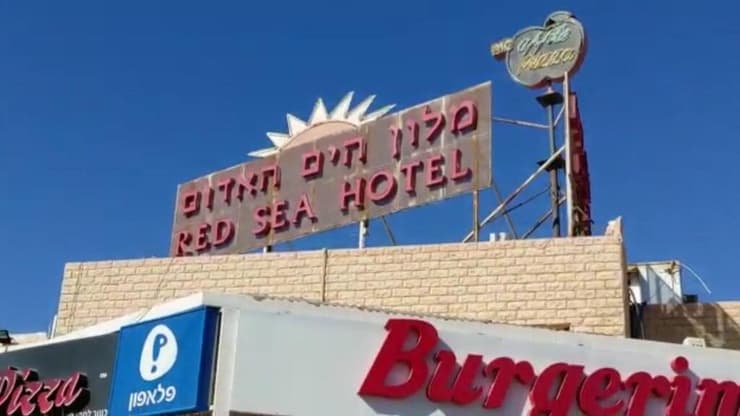 מלון הים האדום
RED SEA HOTEL
Pizza
פלאפון
Burgerim